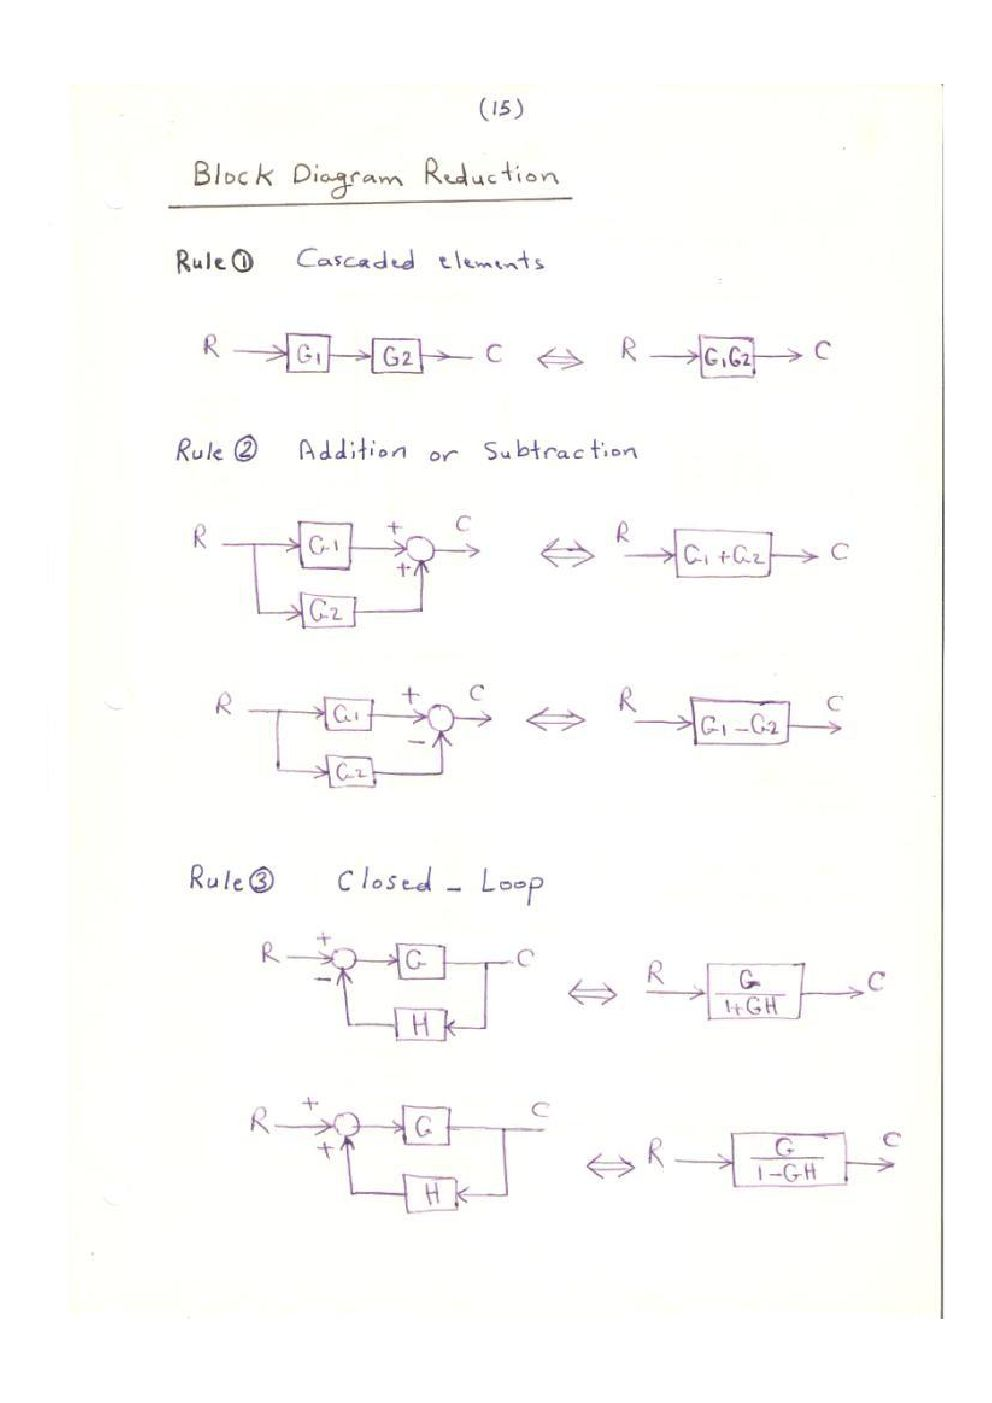 (15)
Block Diagram Reduction
Rule ① Cascaded elements
R G1 G2 C ⇔ R G1G2 C
Rule ② Addition or Subtraction
R G1 + C ⇔ R G1+G2 C
+
G2
R G1 + C ⇔ R G1-G2 C
-
G2
Rule ③ Closed - Loop
R + G C ⇔ R G C
- 1+GH
H
R + G C ⇔ R G C
+ 1-GH
H